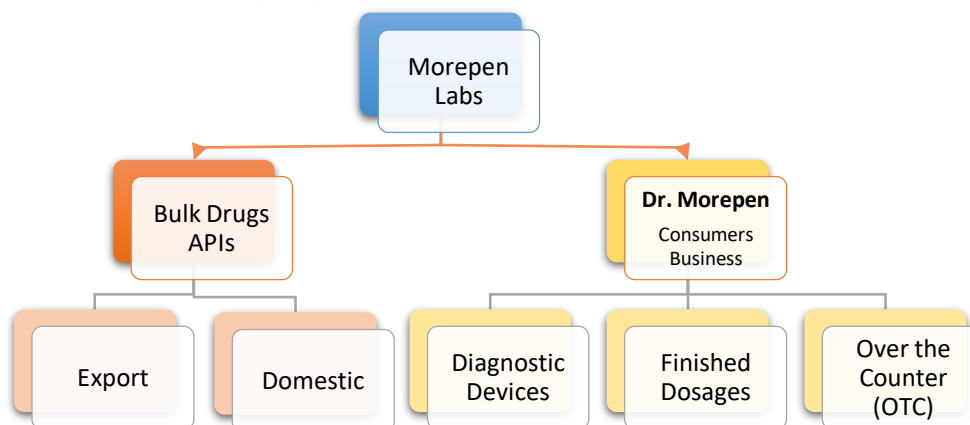 Morepen
Labs
Bulk Drugs
APIs
Dr. Morepen
Consumers
Business
Export
Domestic
Diagnostic
Devices
Finished
Dosages
Over the
Counter
(OTC)